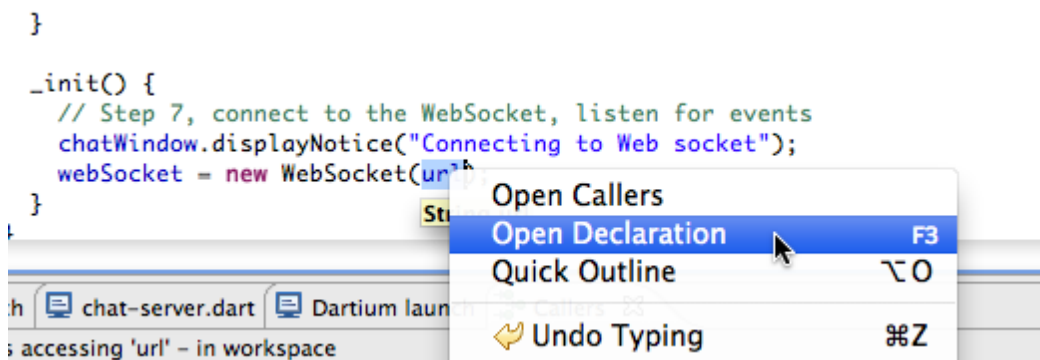 }
_init() {
// Step 7, connect to the WebSocket, listen for events
chatWindow.displayNotice("Connecting to Web socket");
webSocket = new WebSocket(url);
}
Open Callers
Open Declaration F3
Quick Outline ⌥O
chat-server.dart Dartium launch Callers
accessing 'url' – in workspace
Undo Typing ⌘Z